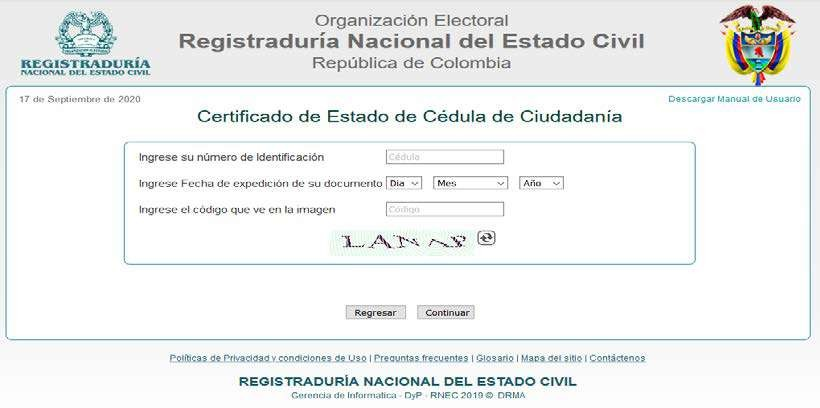 Organización Electoral
Registraduría Nacional del Estado Civil
República de Colombia
REGISTRADURÍA
NACIONAL DEL ESTADO CIVIL
17 de Septiembre de 2020
Descargar Manual de Usuario
Certificado de Estado de Cédula de Ciudadanía
Ingrese su número de Identificación Cédula
Ingrese Fecha de expedición de su documento Dia Mes Año
Ingrese el código que ve en la imagen Código
Regresar Continuar
Políticas de Privacidad y condiciones de Uso | Preguntas frecuentes | Glosario | Mapa del sitio | Contáctenos
REGISTRADURÍA NACIONAL DEL ESTADO CIVIL
Gerencia de Informatica - DyP - RNEC 2019 © DRMA